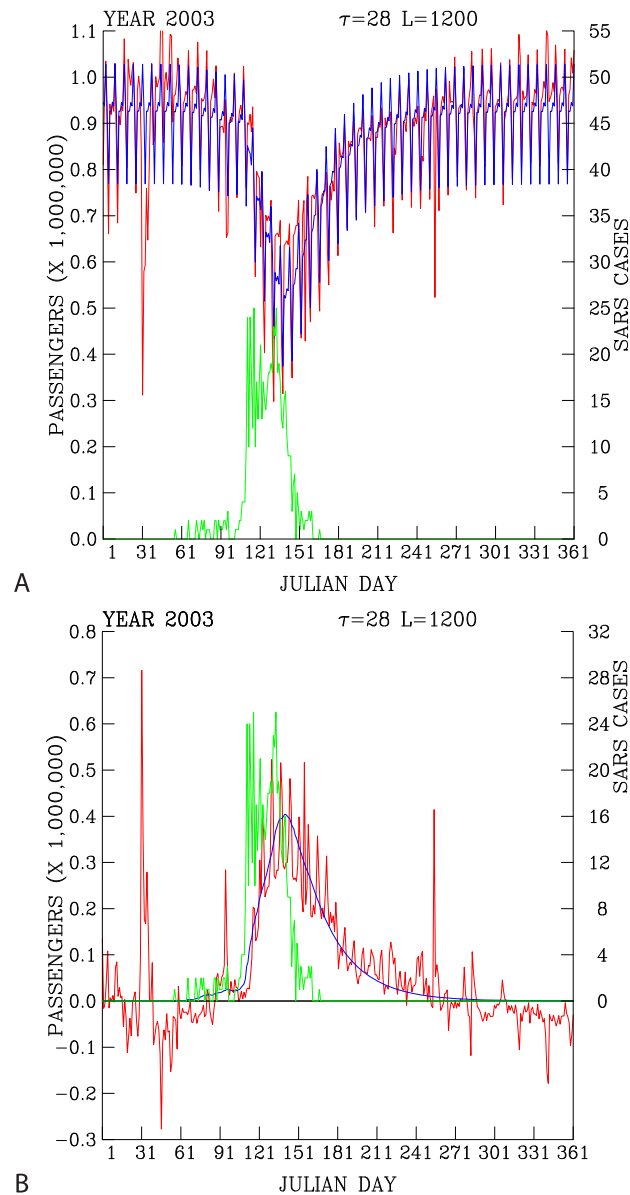 YEAR 2003 τ=28 L=1200
1.1 55
1.0 50
0.9 45
0.8 40
0.7 35
0.6 30
0.5 25
0.4 20
0.3 15
0.2 10
0.1 5
0.0 0
PASSENGERS (X 1,000,000)
SARS CASES
1 31 61 91 121 151 181 211 241 271 301 331 361
JULIAN DAY
A
YEAR 2003 τ=28 L=1200
0.8 32
0.7 28
0.6 24
0.5 20
0.4 16
0.3 12
0.2 8
0.1 4
0.0 0
−0.1
−0.2
−0.3
PASSENGERS (X 1,000,000)
SARS CASES
1 31 61 91 121 151 181 211 241 271 301 331 361
JULIAN DAY
B